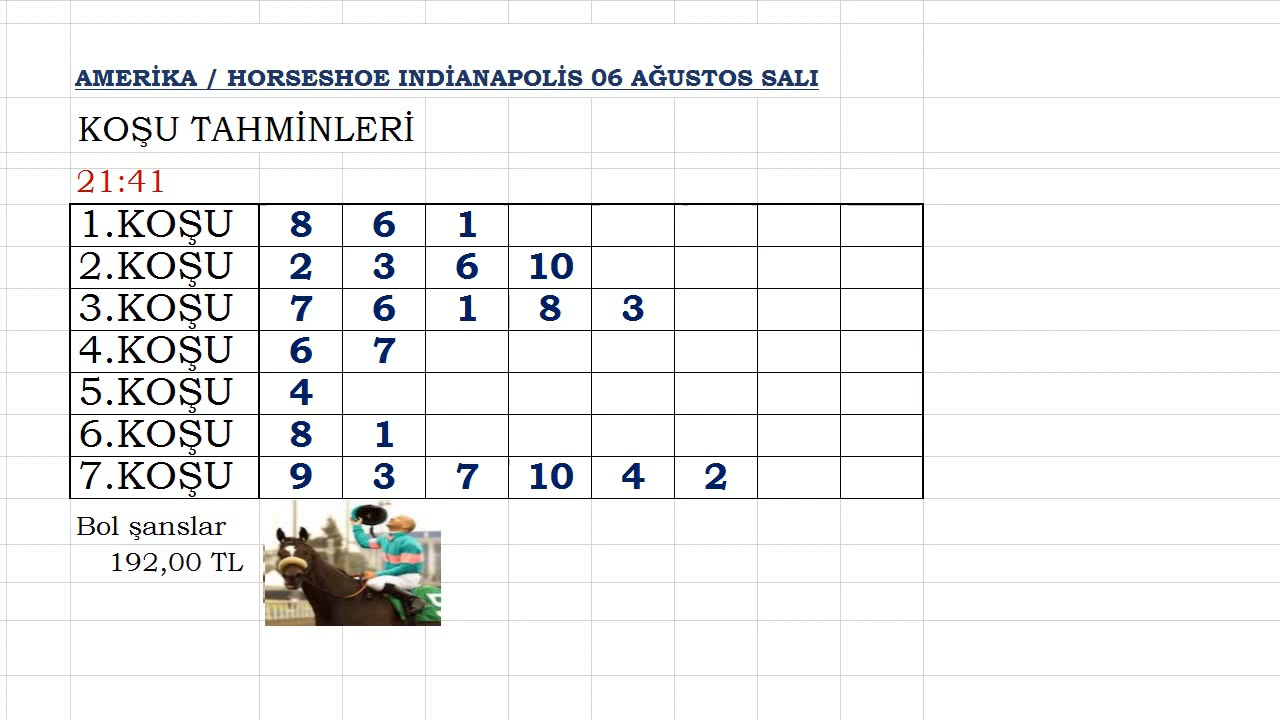 AMERİKA / HORSESHOE INDİANAPOLİS 06 AĞUSTOS SALI
KOŞU TAHMİNLERİ
21:41
1.KOŞU 8 6 1
2.KOŞU 2 3 6 10
3.KOŞU 7 6 1 8 3
4.KOŞU 6 7
5.KOŞU 4
6.KOŞU 8 1
7.KOŞU 9 3 7 10 4 2
Bol şanslar
192,00 TL